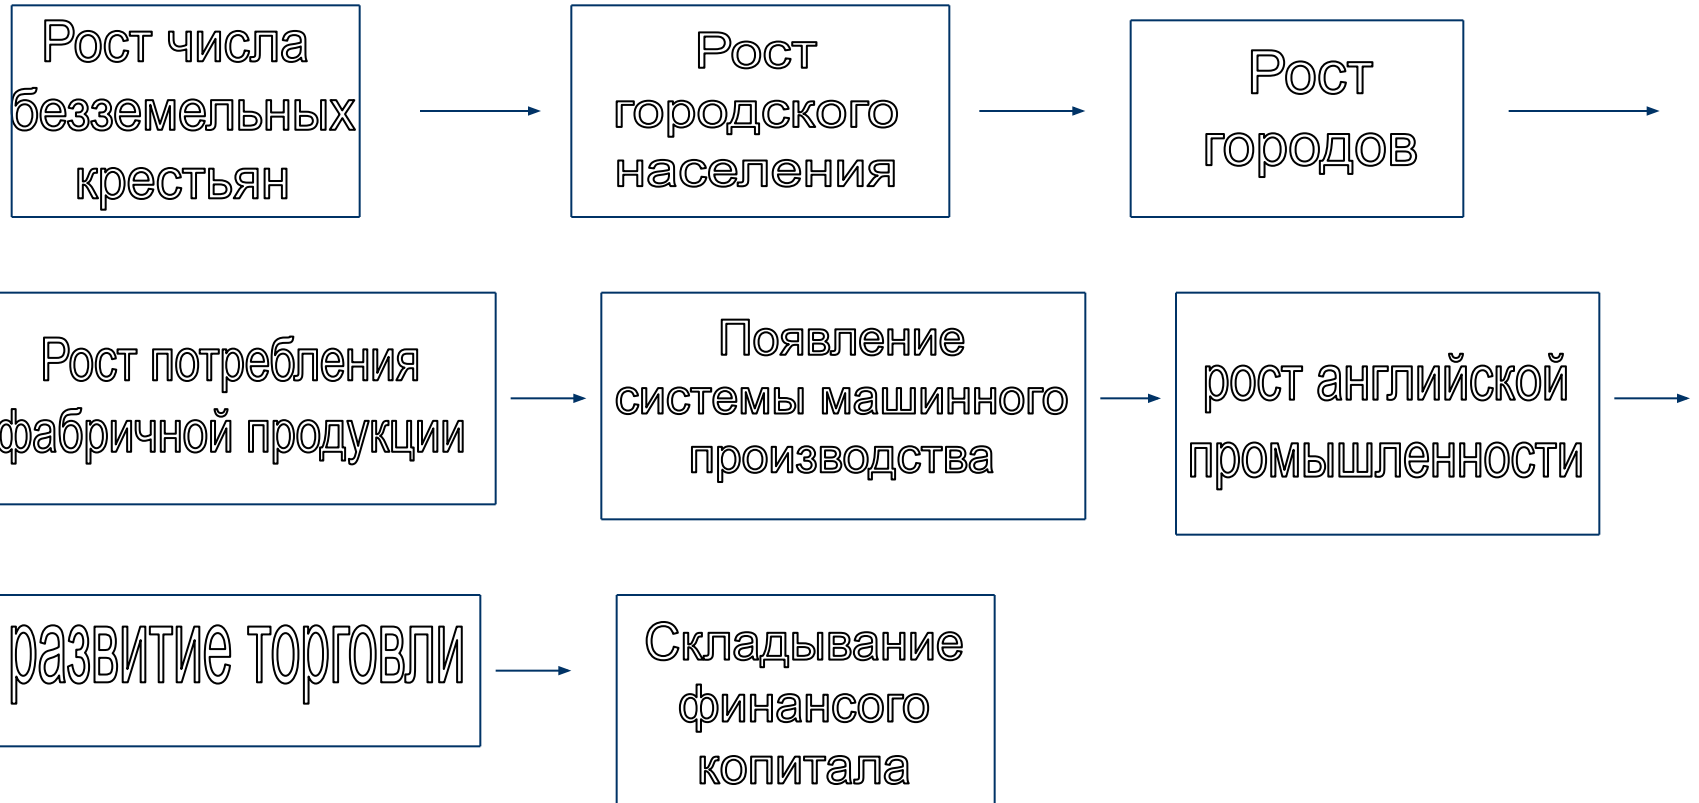 Рост числа
безземельных
крестьян
Рост
городского
населения
Рост
городов
Рост потребления
фабричной продукции
Появление
системы машинного
производства
рост английской
промышленности
развитие торговли
Складывание
финансого
копитала